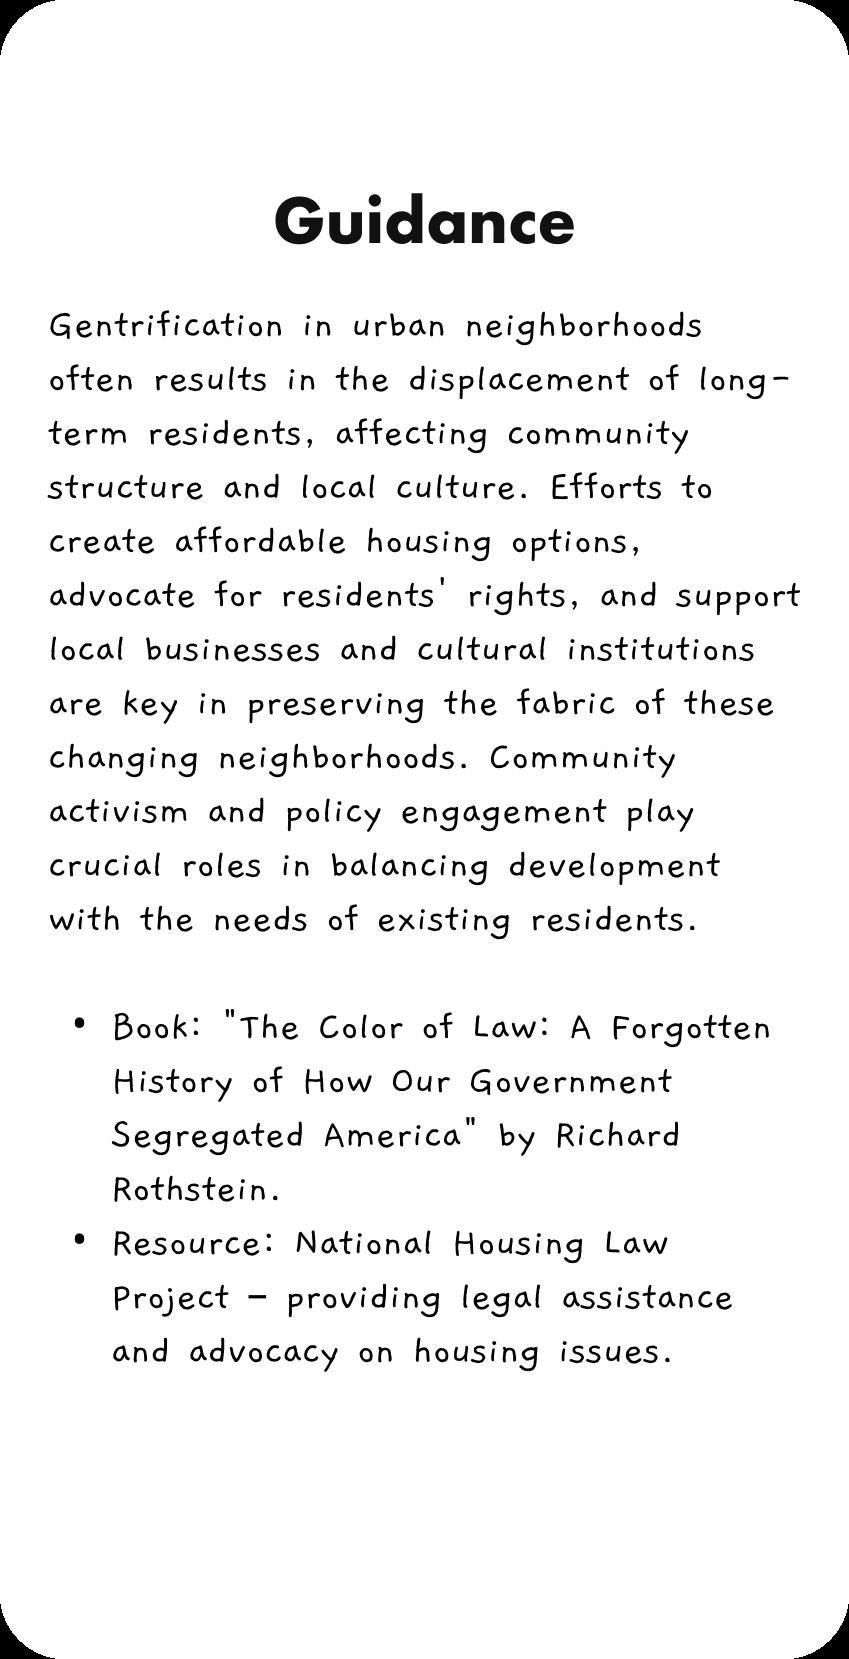 Guidance
Gentrification in urban neighborhoods
often results in the displacement of long-
term residents, affecting community
structure and local culture. Efforts to
create affordable housing options,
advocate for residents' rights, and support
local businesses and cultural institutions
are key in preserving the fabric of these
changing neighborhoods. Community
activism and policy engagement play
crucial roles in balancing development
with the needs of existing residents.
• Book: "The Color of Law: A Forgotten
History of How Our Government
Segregated America" by Richard
Rothstein.
• Resource: National Housing Law
Project – providing legal assistance
and advocacy on housing issues.